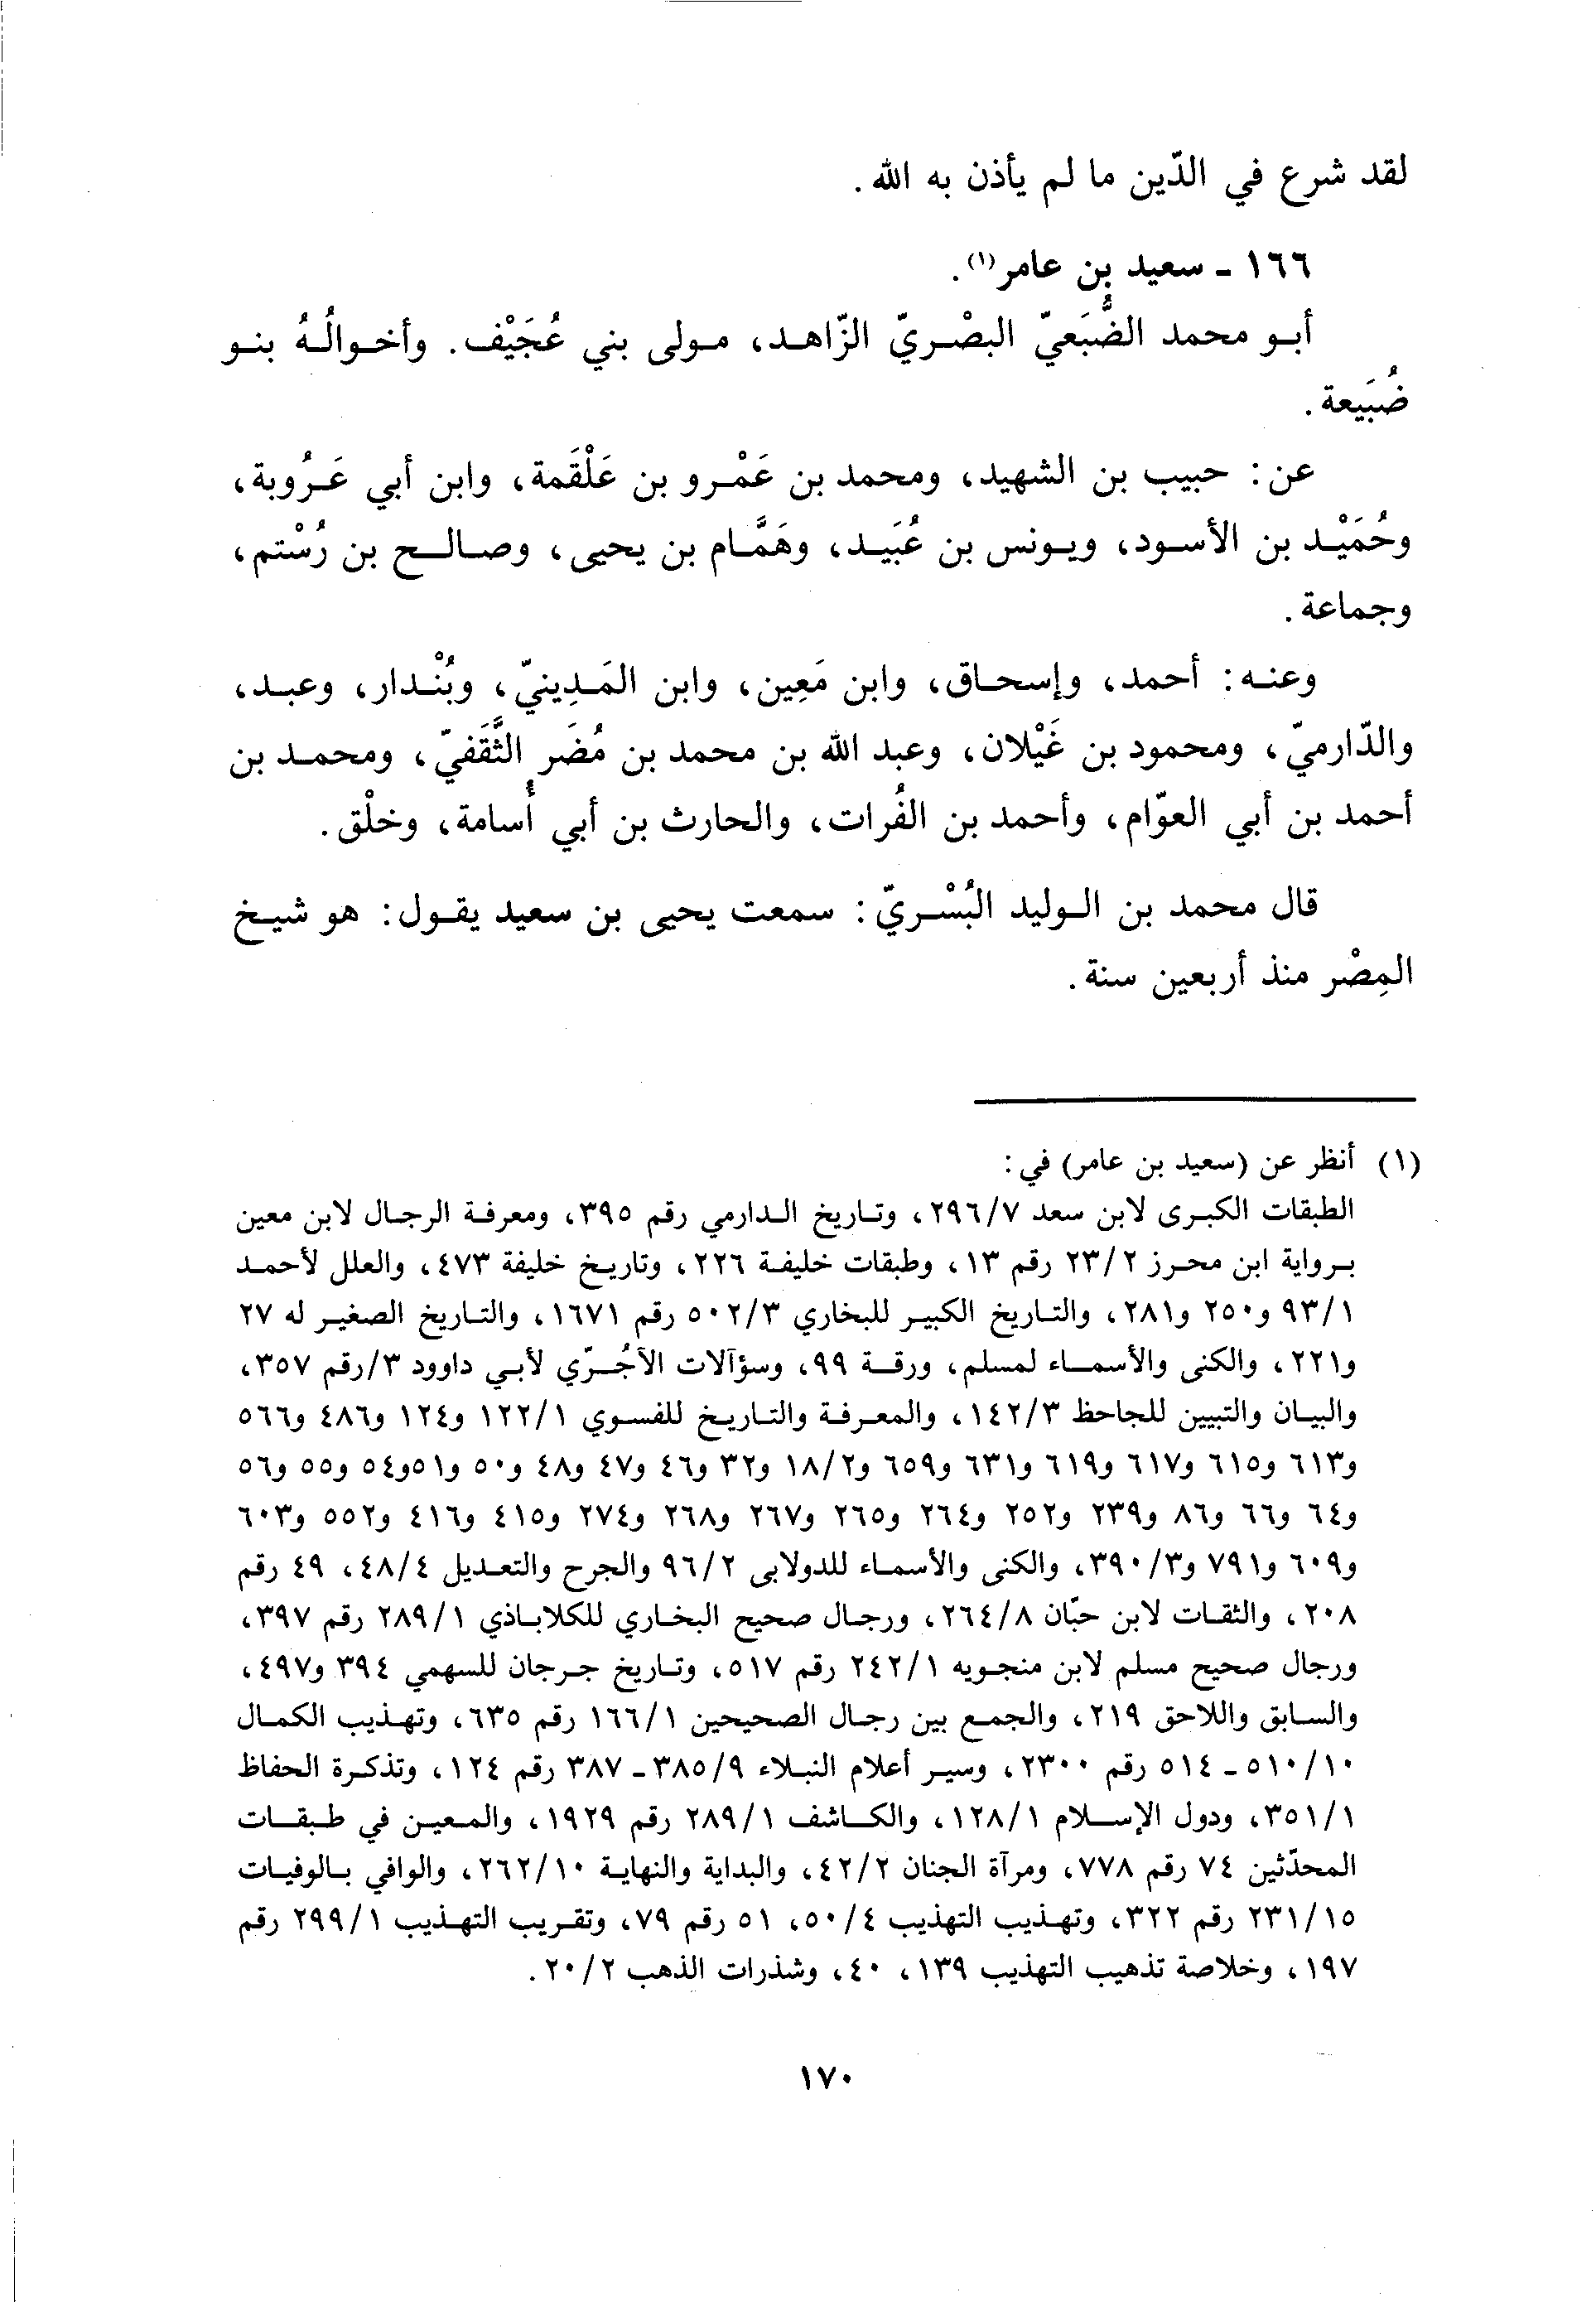 لقد شرع في الدّين ما لم يأذن به الله.
١٦٦ - سعيد بن عامر(١).
أبو محمد الضُّبَعيّ البصْريّ الزّاهد، مولى بني عُجَيْف. وأخوالُهُ بنو
ضُبَيعة.
عن: حبيب بن الشهيد، ومحمد بن عَمْرو بن عَلْقَمة، وابن أبي عَرُوبة،
وحُمَيْد بن الأسود، ويونس بن عُبَيد، وهَمَّام بن يحيى، وصالح بن رُسْتم،
وجماعة.
وعنه: أحمد، وإسحاق، وابن مَعِين، وابن المَدِينيّ، وبُنْدار، وعبد،
والدّارميّ، ومحمود بن غَيْلان، وعبد الله بن محمد بن مُضَر الثَّقَفيّ، ومحمد بن
أحمد بن أبي العوّام، وأحمد بن الفُرات، والحارث بن أبي أُسامة، وخلْق.
قال محمد بن الوليد البُسْريّ: سمعت يحيى بن سعيد يقول: هو شيخ
المِصْر منذ أربعين سنة.
(١) أنظر عن (سعيد بن عامر) في:
الطبقات الكبرى لابن سعد ٢٩٦/٧، وتاريخ الدارمي رقم ٣٩٥، ومعرفة الرجال لابن معين
برواية ابن محرز ٢٣/٢ رقم ١٣، وطبقات خليفة ٢٢٦، وتاريخ خليفة ٤٧٣، والعلل لأحمد
٩٣/١ و٢٥٠ و٢٨١، والتاريخ الكبير للبخاري ٥٠٢/٣ رقم ١٦٧١، والتاريخ الصغير له ٢٧
و٢٢١، والكنى والأسماء لمسلم، ورقة ٩٩، وسؤآلات الآجُرّي لأبي داوود ٣/رقم ٣٥٧،
والبيان والتبيين للجاحظ ١٤٢/٣، والمعرفة والتاريخ للفسوي ١٢٢/١ و١٢٤ و٤٨٦ و٥٦٦
و٦١٣ و٦١٥ و٦١٧ و٦١٩ و٦٣١ و٦٥٩ و١٨/٢ و٣٢ و٤٦ و٤٧ و٤٨ و٥٠ و٥١ و٥٤ و٥٥ و٥٦
و٦٤ و٦٦ و٨٦ و٢٣٩ و٢٥٢ و٢٦٤ و٢٦٥ و٢٦٧ و٢٦٨ و٢٧٤ و٤١٥ و٤١٦ و٥٥٢ و٦٠٣
و٦٠٩ و٧٩١ و٣٩٠/٣، والكنى والأسماء للدولابي ٩٦/٢ والجرح والتعديل ٤٨/٤، ٤٩ رقم
٢٠٨، والثقات لابن حبّان ٢٦٤/٨، ورجال صحيح البخاري للكلاباذي ٢٨٩/١ رقم ٣٩٧،
ورجال صحيح مسلم لابن منجويه ٢٤٢/١ رقم ٥١٧، وتاريخ جرجان للسهمي ٣٩٤ و٤٩٧،
والسابق واللاحق ٢١٩، والجمع بين رجال الصحيحين ١٦٦/١ رقم ٦٣٥، وتهذيب الكمال
٥١٠/١٠ - ٥١٤ رقم ٢٣٠٠، وسير أعلام النبلاء ٣٨٥/٩ - ٣٨٧ رقم ١٢٤، وتذكرة الحفاظ
٣٥١/١، ودول الإسلام ١٢٨/١، والكاشف ٢٨٩/١ رقم ١٩٢٩، والمعين في طبقات
المحدّثين ٧٤ رقم ٧٧٨، ومرآة الجنان ٤٢/٢، والبداية والنهاية ٢٦٢/١٠، والوافي بالوفيات
٢٣١/١٥ رقم ٣٢٢، وتهذيب التهذيب ٥٠/٤، ٥١ رقم ٧٩، وتقريب التهذيب ٢٩٩/١ رقم
١٩٧، وخلاصة تذهيب التهذيب ١٣٩، ٤٠، وشذرات الذهب ٢٠/٢.
١٧٠